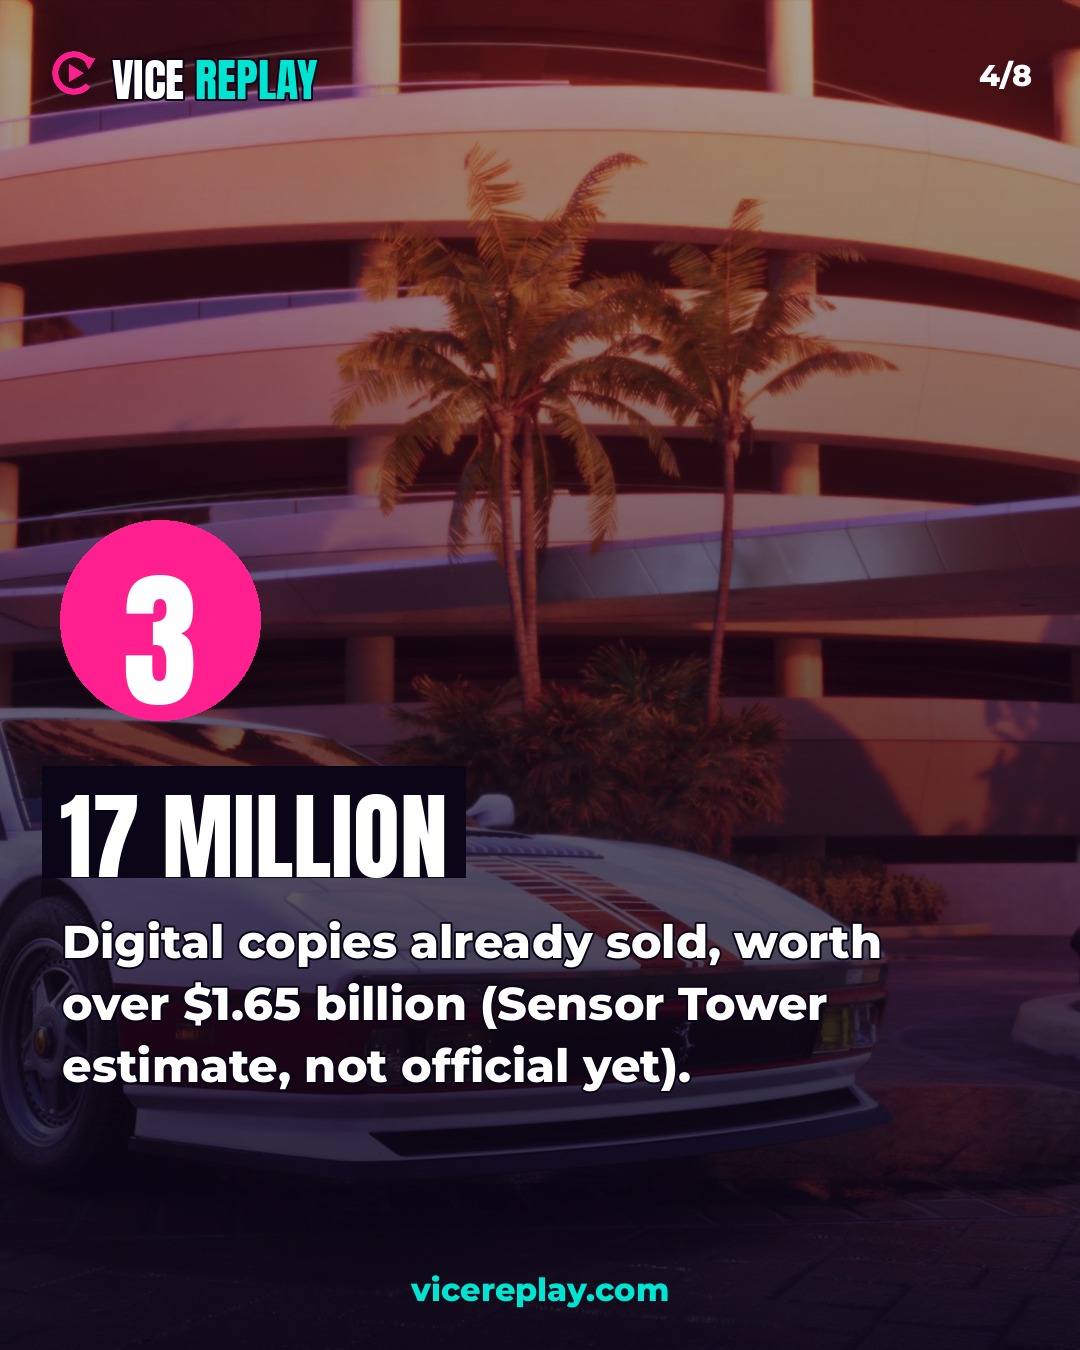 VICE REPLAY
4/8
3
17 MILLION
Digital copies already sold, worth
over $1.65 billion (Sensor Tower
estimate, not official yet).
vicereplay.com